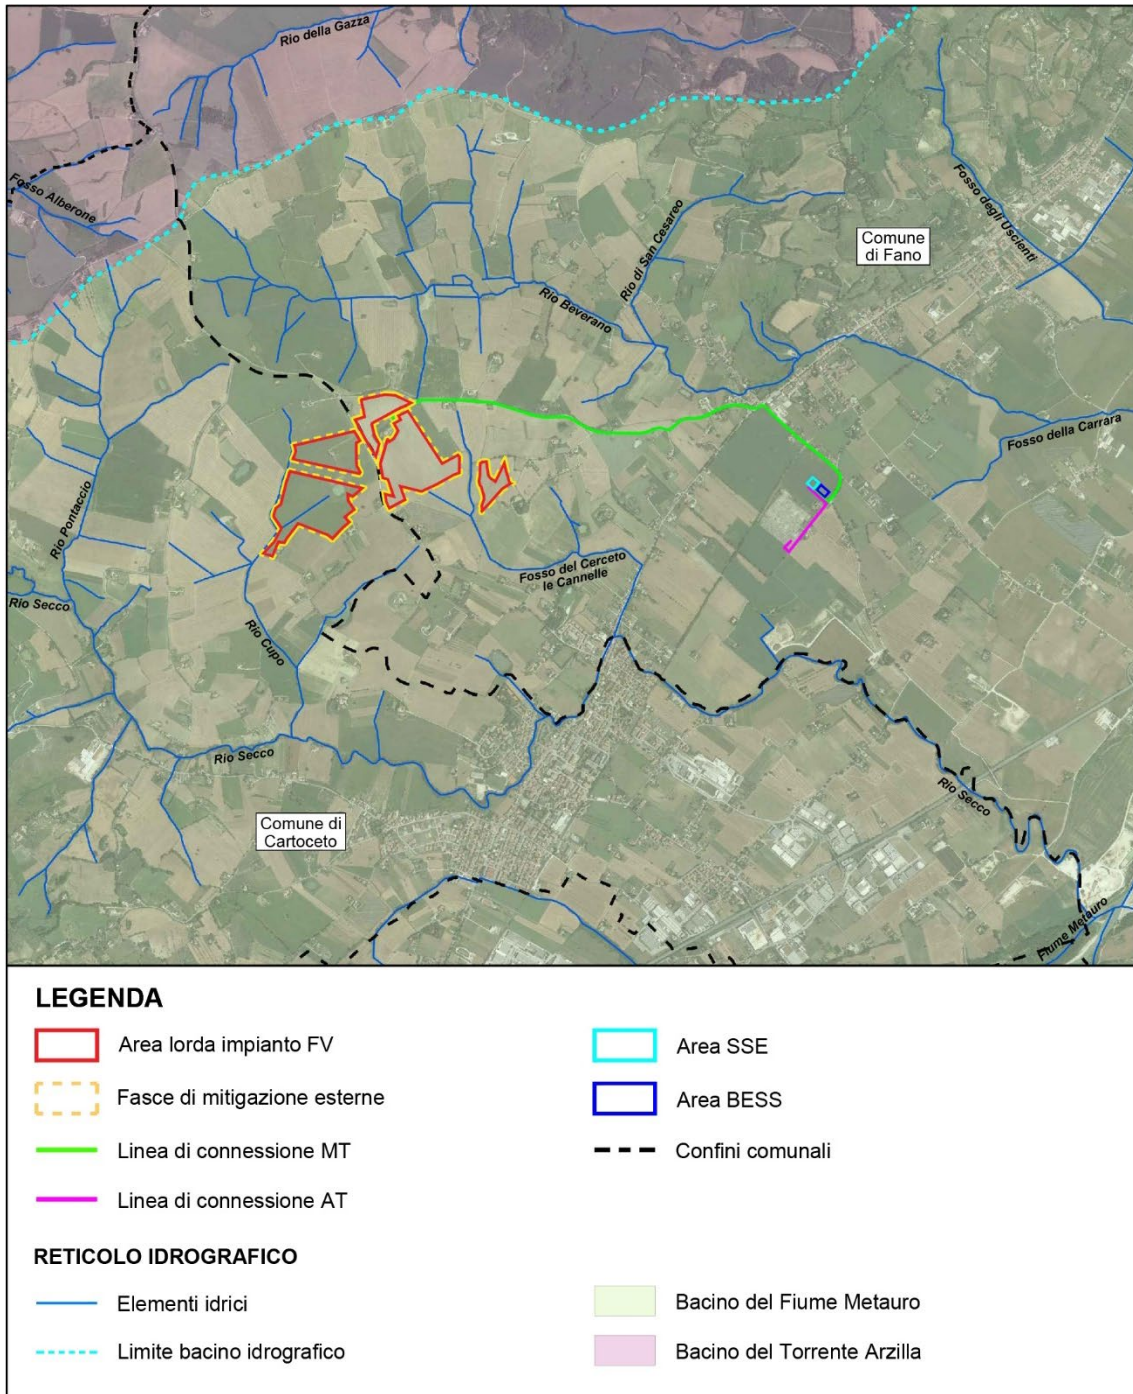 Rio della Gazza
Fosso Alberone
Rio di San Cesareo
Comune
di Fano
Fosso degli Uscienti
Rio Beverano
Fosso della Carrara
Rio Pontaccio
Fosso del Cerceto
le Cannelle
Rio Secco
Rio Cupo
Rio Secco
Rio Secco
Comune di
Cartoceto
Fiume Metauro
LEGENDA
Area lorda impianto FV
Area SSE
Fasce di mitigazione esterne
Area BESS
Linea di connessione MT
Confini comunali
Linea di connessione AT
RETICOLO IDROGRAFICO
Elementi idrici
Bacino del Fiume Metauro
Limite bacino idrografico
Bacino del Torrente Arzilla